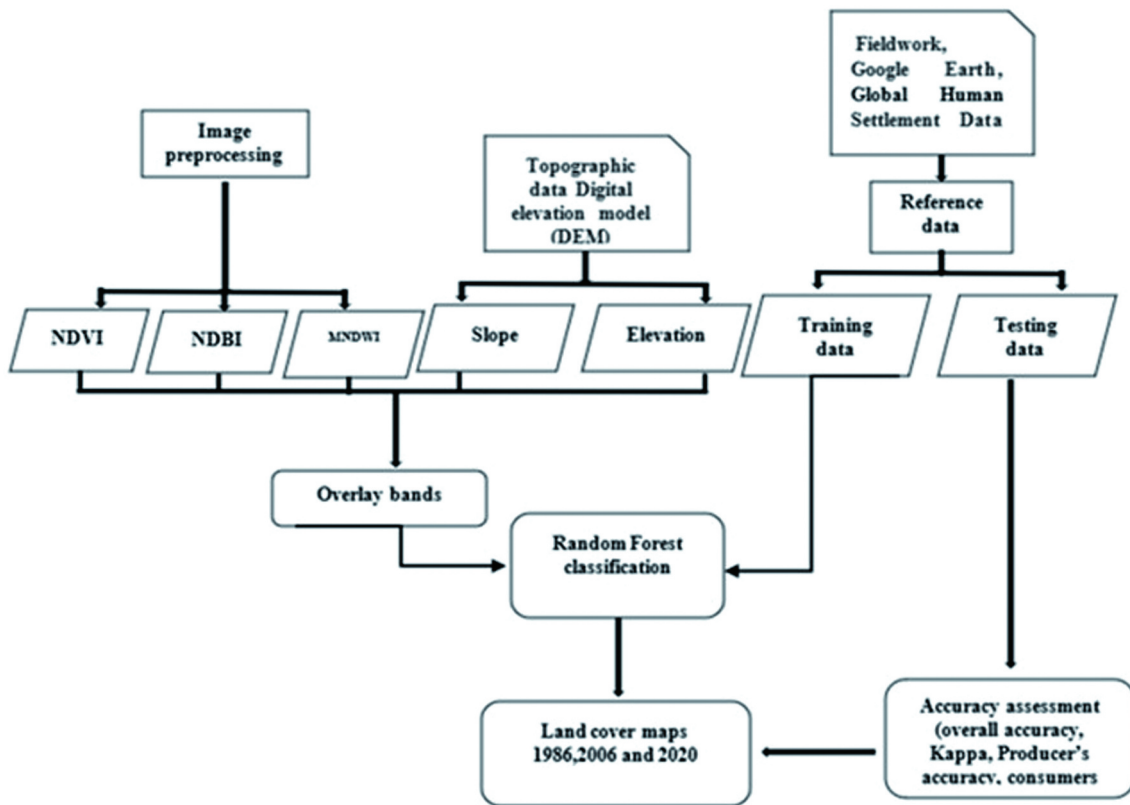 Fieldwork,
Google Earth,
Global Human
Settlement Data
Image
preprocessing
Topographic
data Digital
elevation model
(DEM)
Reference
data
NDVI
NDBI
MNDWI
Slope
Elevation
Training
data
Testing
data
Overlay bands
Random Forest
classification
Land cover maps
1986,2006 and 2020
Accuracy assessment
(overall accuracy,
Kappa, Producer's
accuracy, consumers